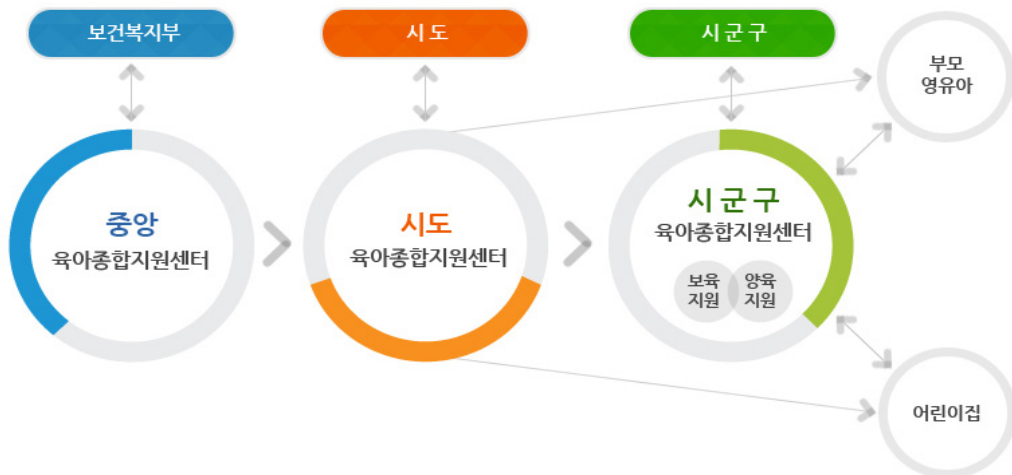 보건복지부
시 도
시 군 구
부모
영유아
중앙
육아종합지원센터
시도
육아종합지원센터
시 군 구
육아종합지원센터
보육
지원
양육
지원
어린이집